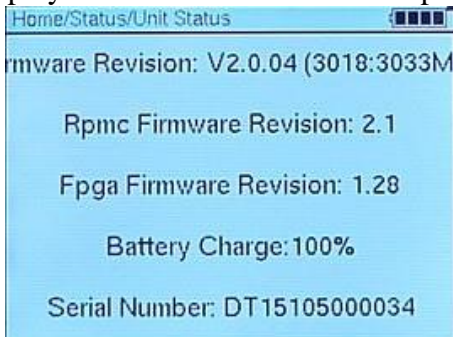 Home/Status/Unit Status
rmware Revision: V2.0.04 (3018:3033M
Rpmc Firmware Revision: 2.1
Fpga Firmware Revision: 1.28
Battery Charge:100%
Serial Number: DT15105000034